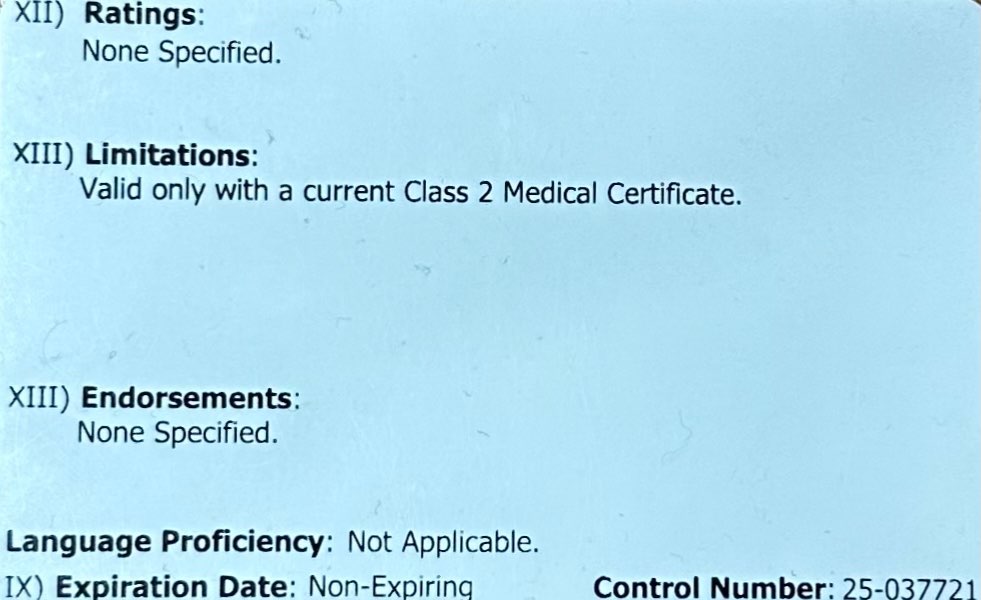 XII) Ratings:
None Specified.
XIII) Limitations:
Valid only with a current Class 2 Medical Certificate.
XIII) Endorsements:
None Specified.
Language Proficiency: Not Applicable.
IX) Expiration Date: Non-Expiring Control Number: 25-037721